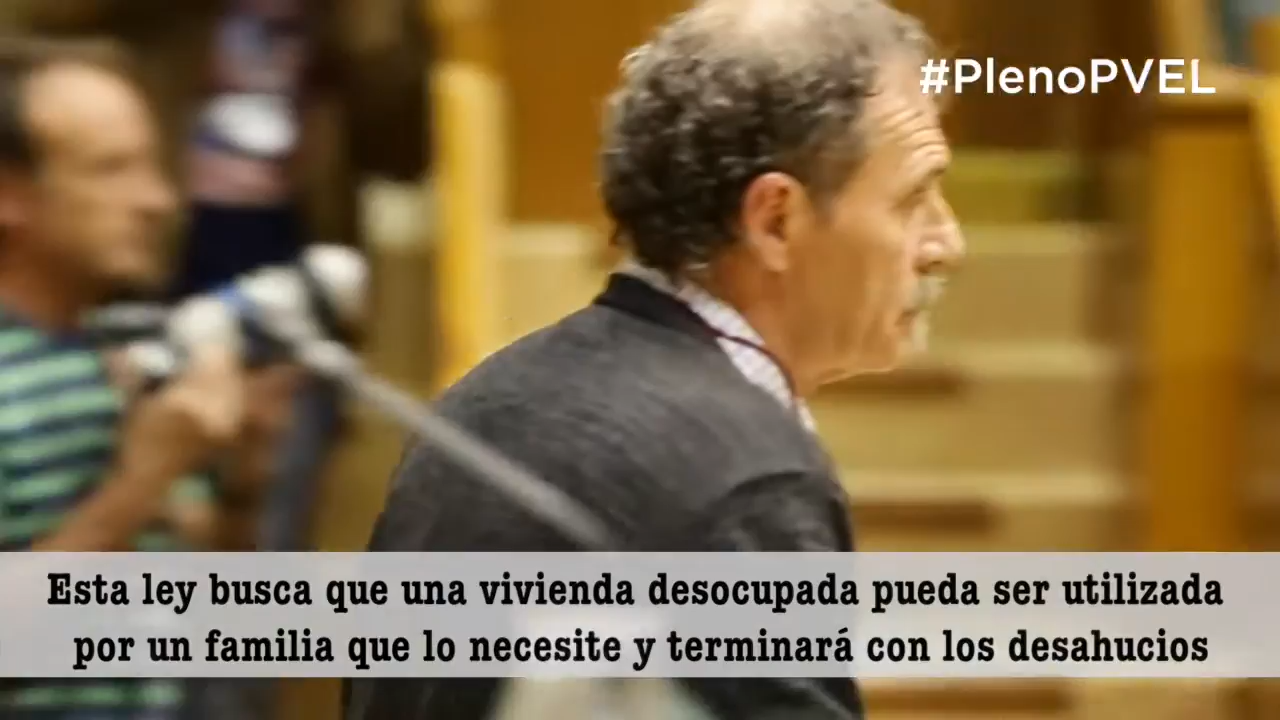 #PlenoPVEL
Esta ley busca que una vivienda desocupada pueda ser utilizada
por un familia que lo necesite y terminará con los desahucios